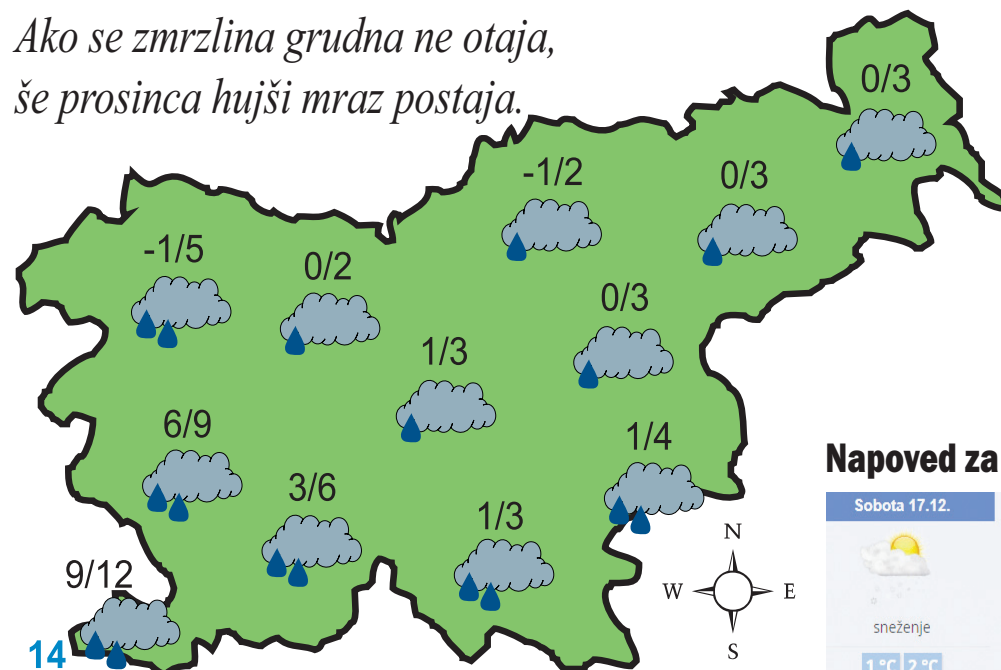 Ako se zmrzlina grudna ne otaja,
še prosinca hujši mraz postaja.
0/3
-1/2
0/3
-1/5
0/2
0/3
1/3
6/9
1/4
3/6
1/3
9/12
14
N
W
E
S
Napoved za
Sobota 17.12.
sneženje
1 °C 2 °C